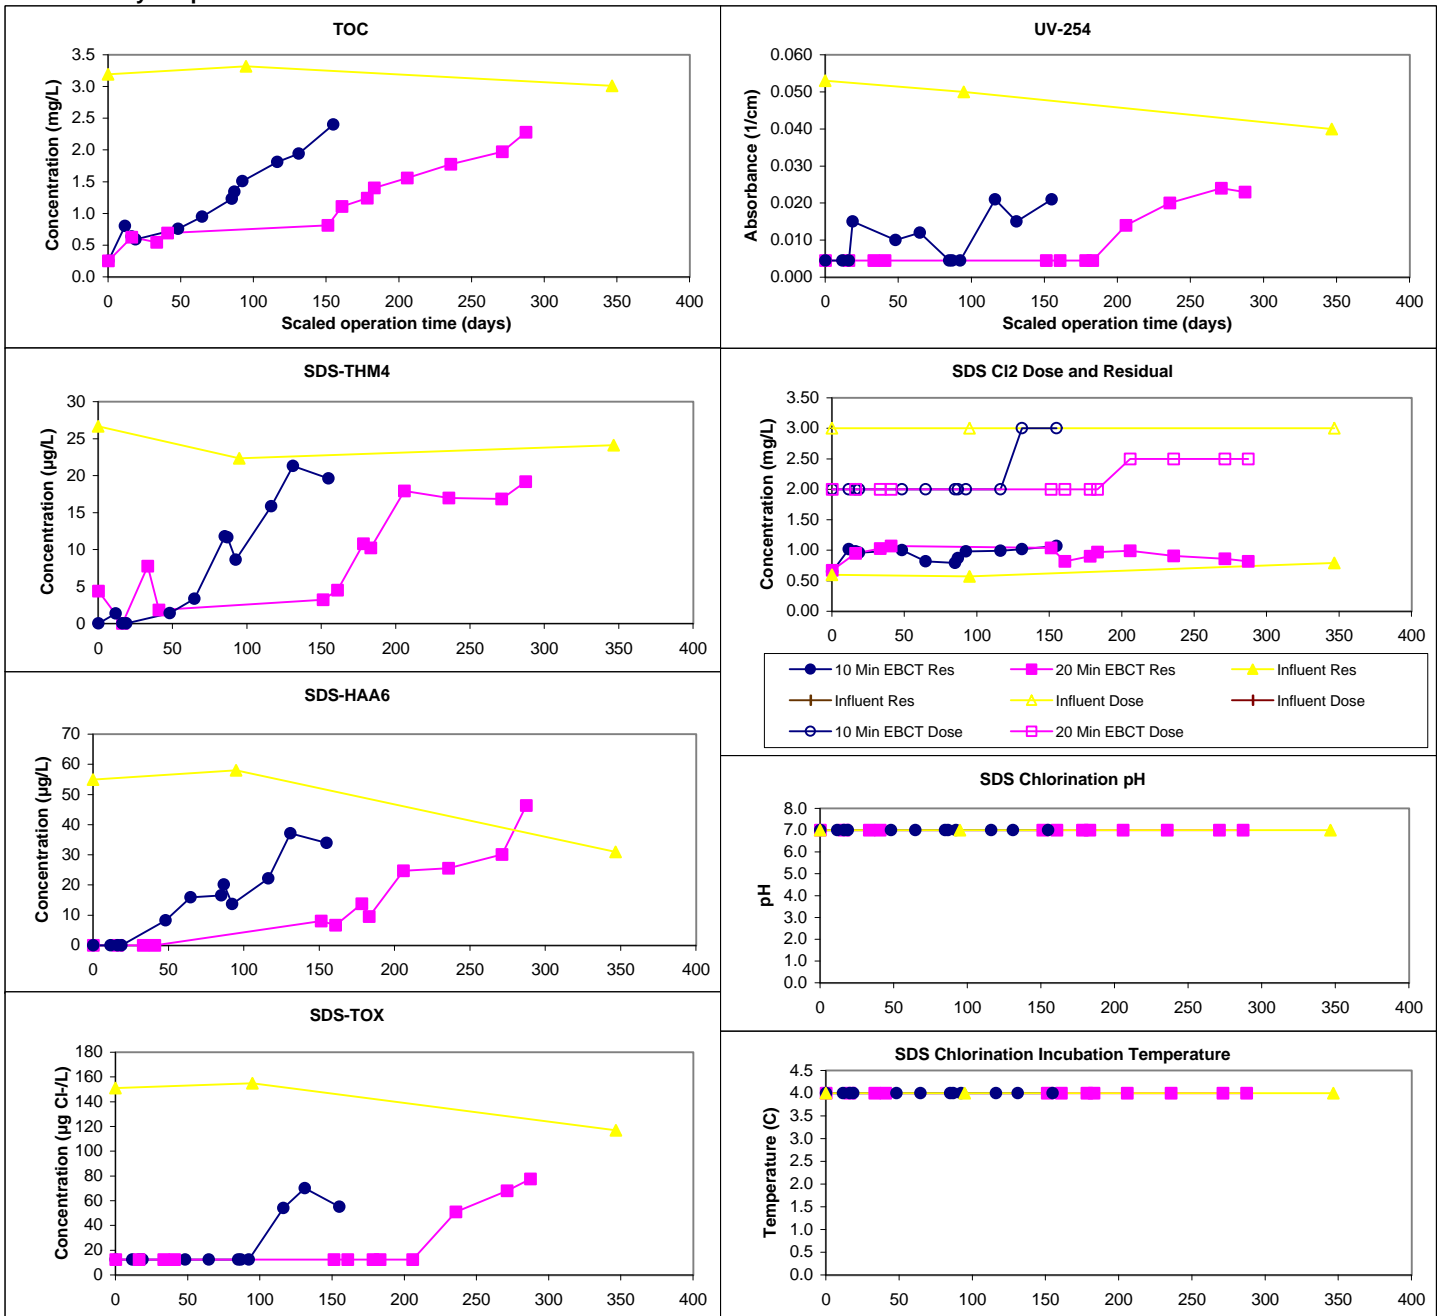 TOC
3.5
3.0
2.5
2.0
1.5
1.0
0.5
0.0
Concentration (mg/L)
0 50 100 150 200 250 300 350 400
Scaled operation time (days)
UV-254
0.060
0.050
0.040
0.030
0.020
0.010
0.000
Absorbance (1/cm)
0 50 100 150 200 250 300 350 400
Scaled operation time (days)
SDS-THM4
30
25
20
15
10
5
0
Concentration (µg/L)
0 50 100 150 200 250 300 350 400
SDS Cl2 Dose and Residual
3.50
3.00
2.50
2.00
1.50
1.00
0.50
0.00
Concentration (mg/L)
0 50 100 150 200 250 300 350 400
10 Min EBCT Res 20 Min EBCT Res Influent Res
Influent Res Influent Dose Influent Dose
10 Min EBCT Dose 20 Min EBCT Dose
SDS-HAA6
70
60
50
40
30
20
10
0
Concentration (µg/L)
0 50 100 150 200 250 300 350 400
SDS Chlorination pH
8.0
7.0
6.0
5.0
4.0
3.0
2.0
1.0
0.0
pH
0 50 100 150 200 250 300 350 400
SDS-TOX
180
160
140
120
100
80
60
40
20
0
Concentration (µg Cl-/L)
0 50 100 150 200 250 300 350 400
SDS Chlorination Incubation Temperature
4.5
4.0
3.5
3.0
2.5
2.0
1.5
1.0
0.5
0.0
Temperature (C)
0 50 100 150 200 250 300 350 400